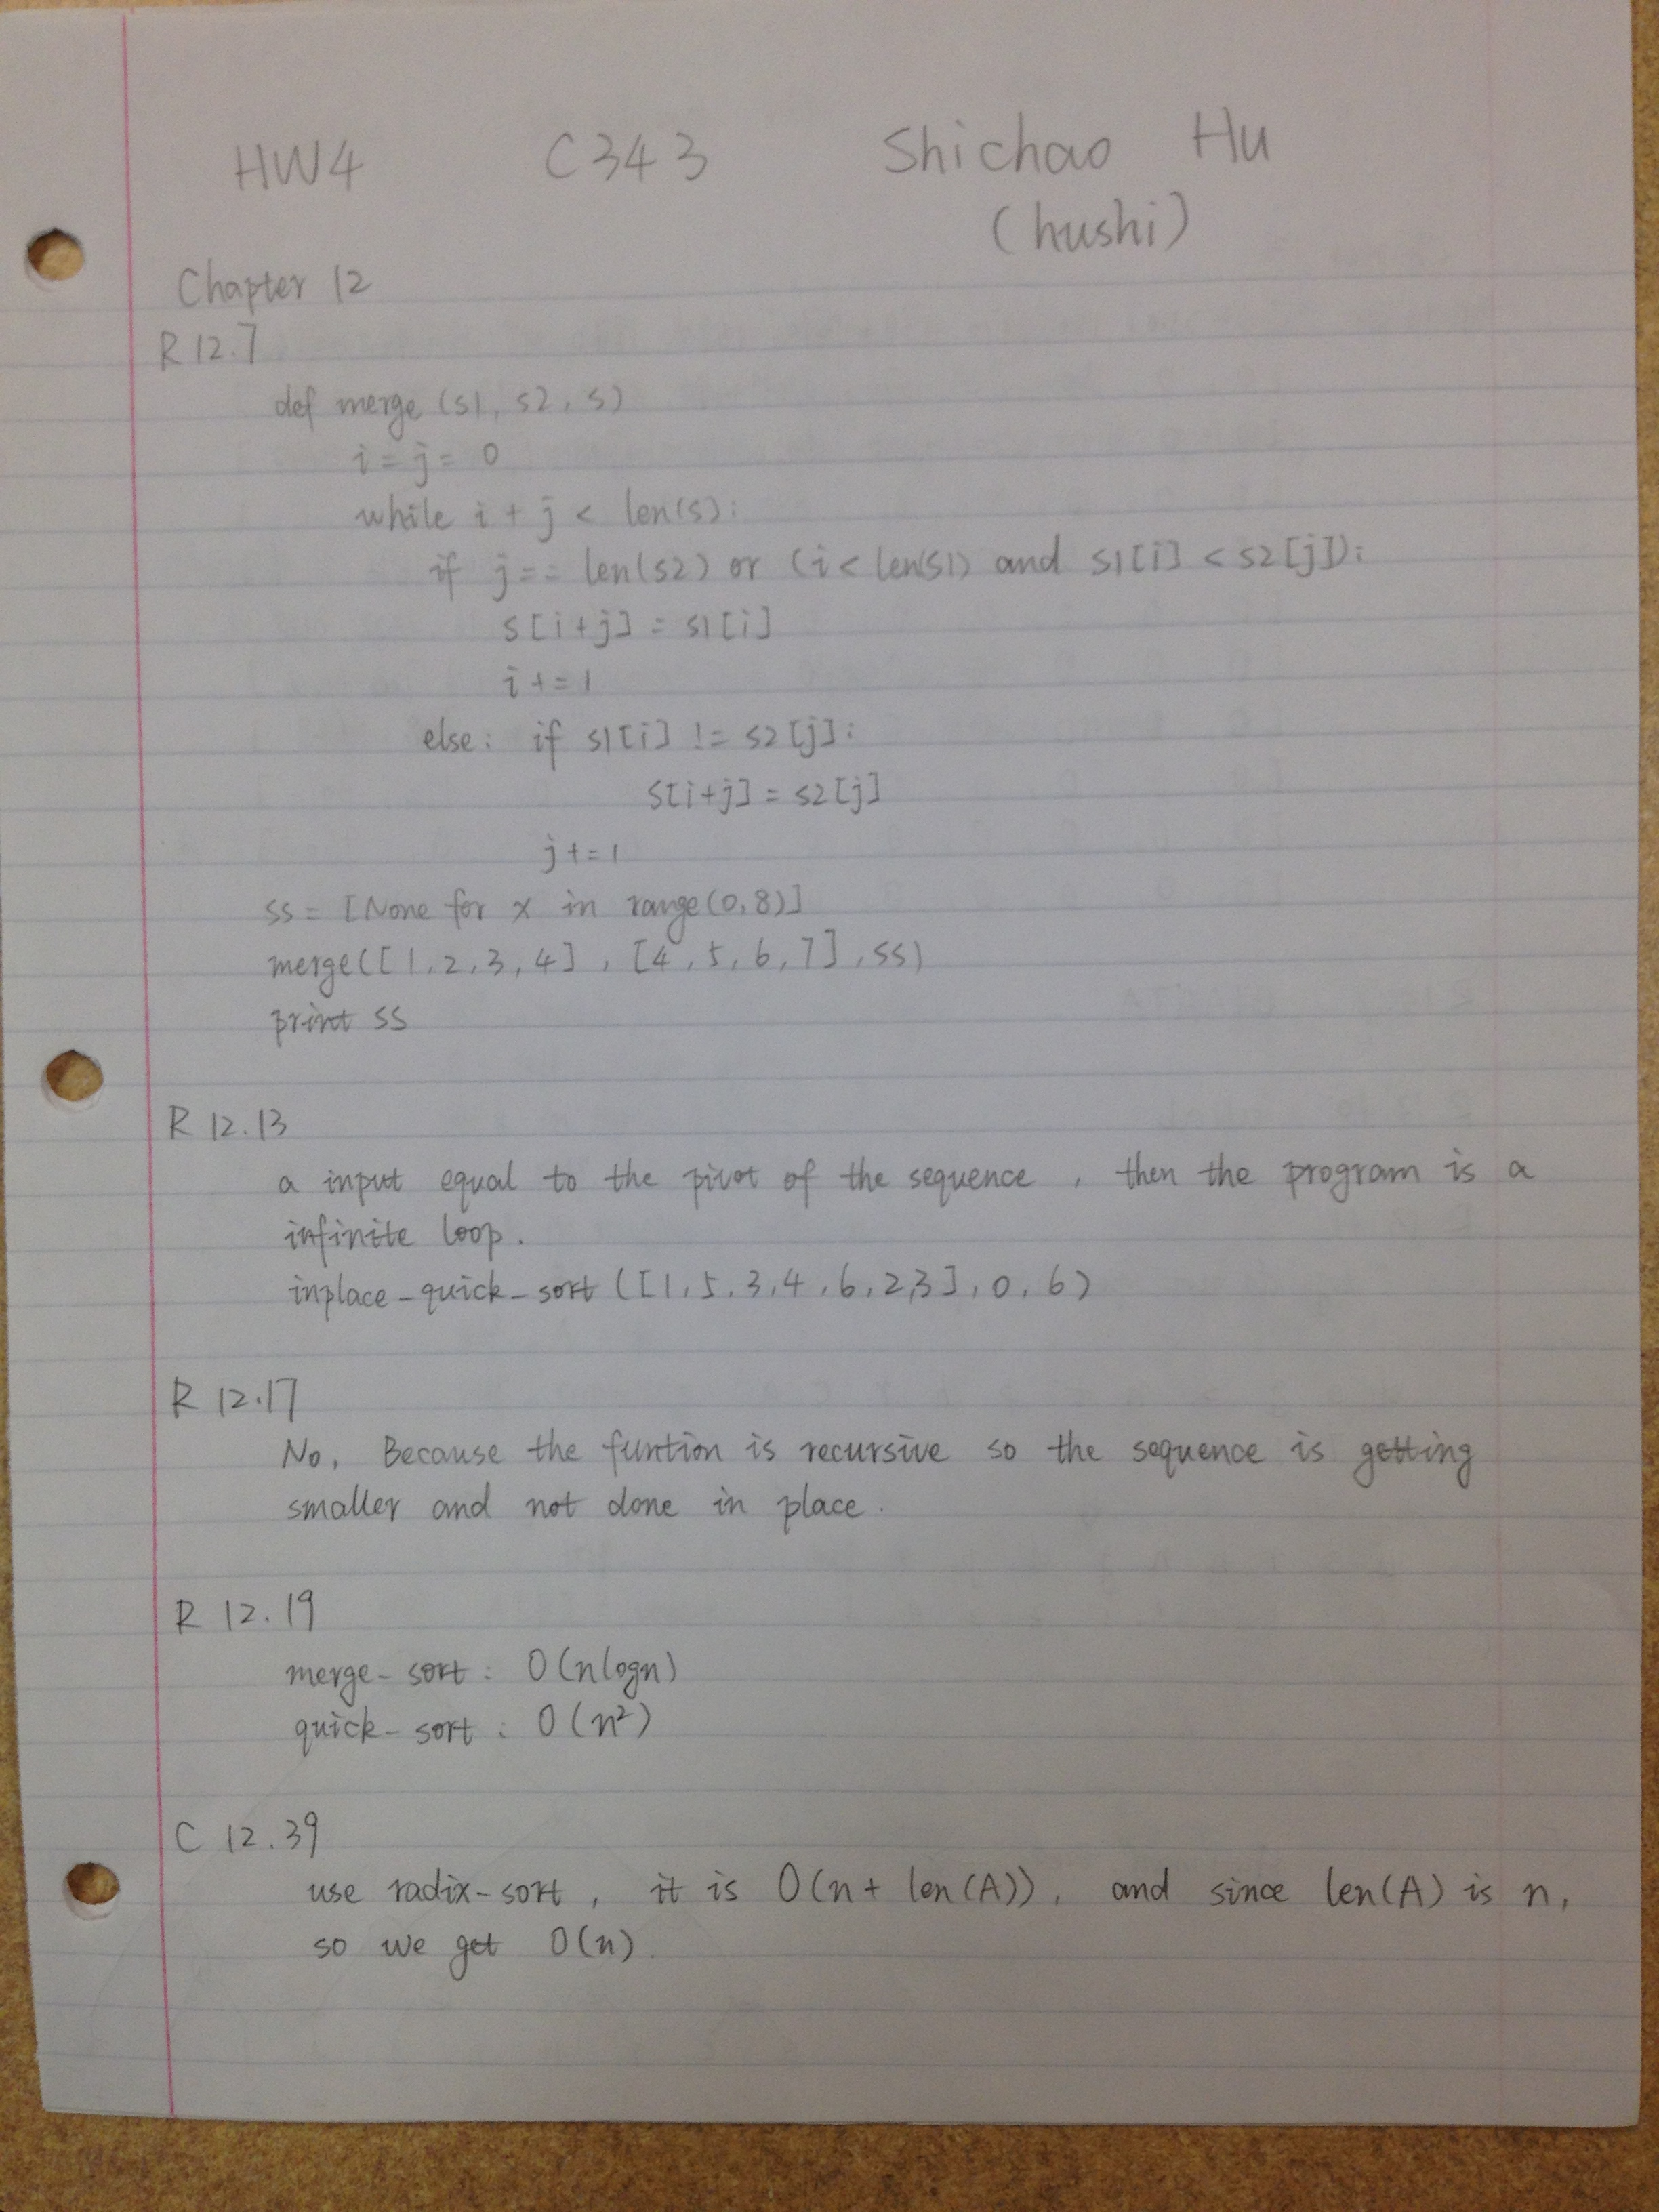 HW4 C343 Shichao Hu
(hushi)
Chapter 12
R 12.7
def merge (s1, s2, s)
i = j = 0
while i + j < len(s):
if j == len(s2) or (i < len(s1) and s1[i] < s2[j]):
s[i+j] = s1[i]
i += 1
else: if s1[i] != s2[j]:
s[i+j] = s2[j]
j += 1
ss = [None for x in range(0,8)]
merge([1,2,3,4], [4,5,6,7], ss)
print ss
R 12.13
a input equal to the pivot of the sequence, then the program is a
infinite loop.
inplace-quick-sort ([1,5,3,4,6,2,3], 0, 6)
R 12.17
No, Because the funtion is recursive so the sequence is getting
smaller and not done in place.
R 12.19
merge-sort: O(nlogn)
quick-sort: O(n²)
C 12.39
use radix-sort, it is O(n + len(A)), and since len(A) is n,
so we get O(n).